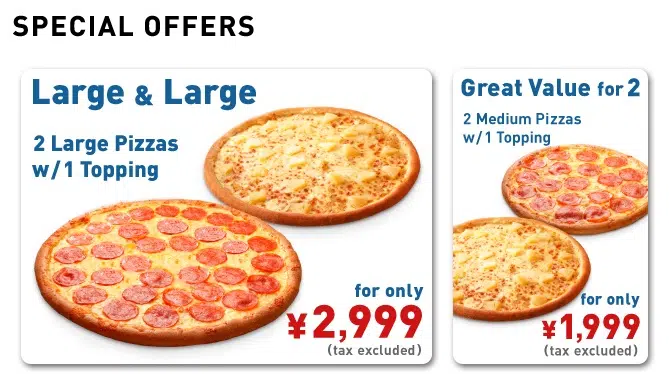 SPECIAL OFFERS
Large & Large
2 Large Pizzas
w/1 Topping
for only
¥2,999
(tax excluded)
Great Value for 2
2 Medium Pizzas
w/1 Topping
for only
¥1,999
(tax excluded)